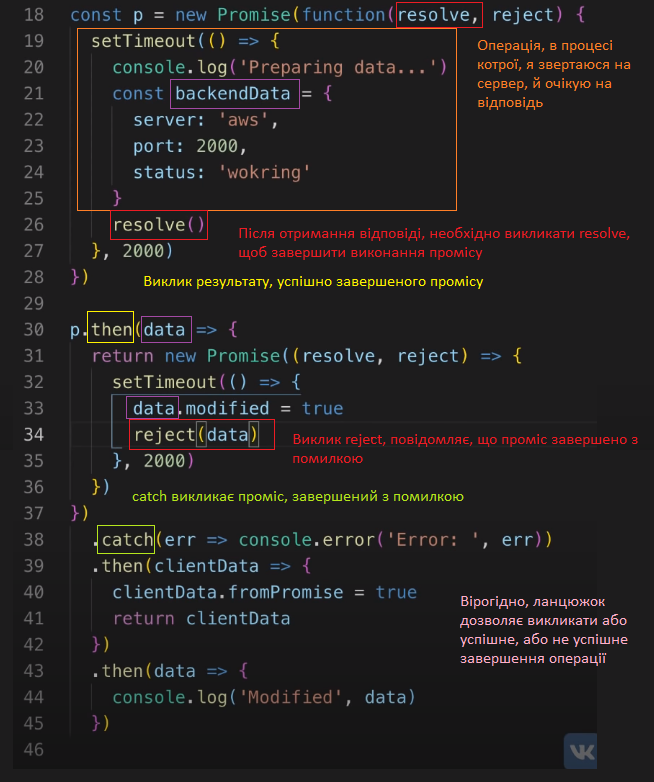 18 const p = new Promise(function(resolve, reject) {
19 setTimeout(() => {
Операція, в процесі
20 console.log('Preparing data...')
котрої, я звертаюся на
21 const backendData = {
сервер, й очікую на
22 server: 'aws',
відповідь
23 port: 2000,
24 status: 'wokring'
25 }
26 resolve()
Після отримання відповіді, необхідно викликати resolve,
27 }, 2000)
щоб завершити виконання промісу
28 })
Виклик результату, успішно завершеного промісу
29
30 p.then(data => {
31 return new Promise((resolve, reject) => {
32 setTimeout(() => {
33 data.modified = true
34 reject(data)
Виклик reject, повідомляє, що проміс завершено з
35 }, 2000)
помилкою
36 })
catch викликає проміс, завершений з помилкою
37 })
38 .catch(err => console.error('Error: ', err))
39 .then(clientData => {
40 clientData.fromPromise = true
Вірогідно, ланцюжок
41 return clientData
дозволяє викликати або
42 })
успішне, або не успішне
43 .then(data => {
завершення операції
44 console.log('Modified', data)
45 })
46